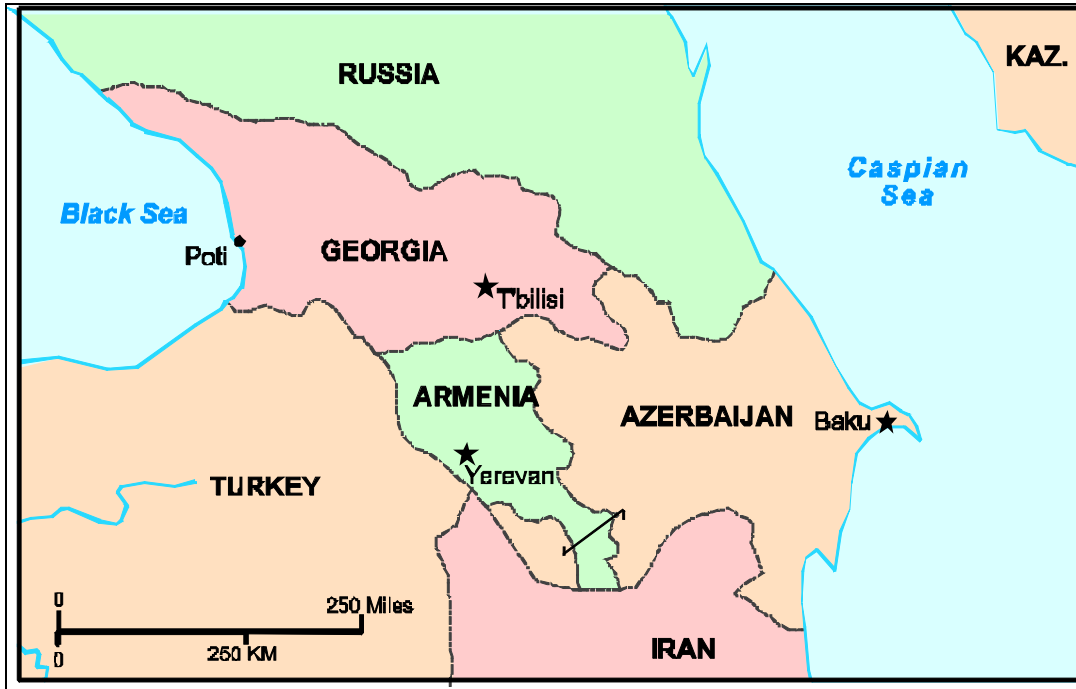 RUSSIA
KAZ.
Caspian
Sea
Black Sea
Poti
GEORGIA
T'bilisi
ARMENIA
AZERBAIJAN
Baku
Yerevan
TURKEY
0
250 Miles
0
250 KM
IRAN